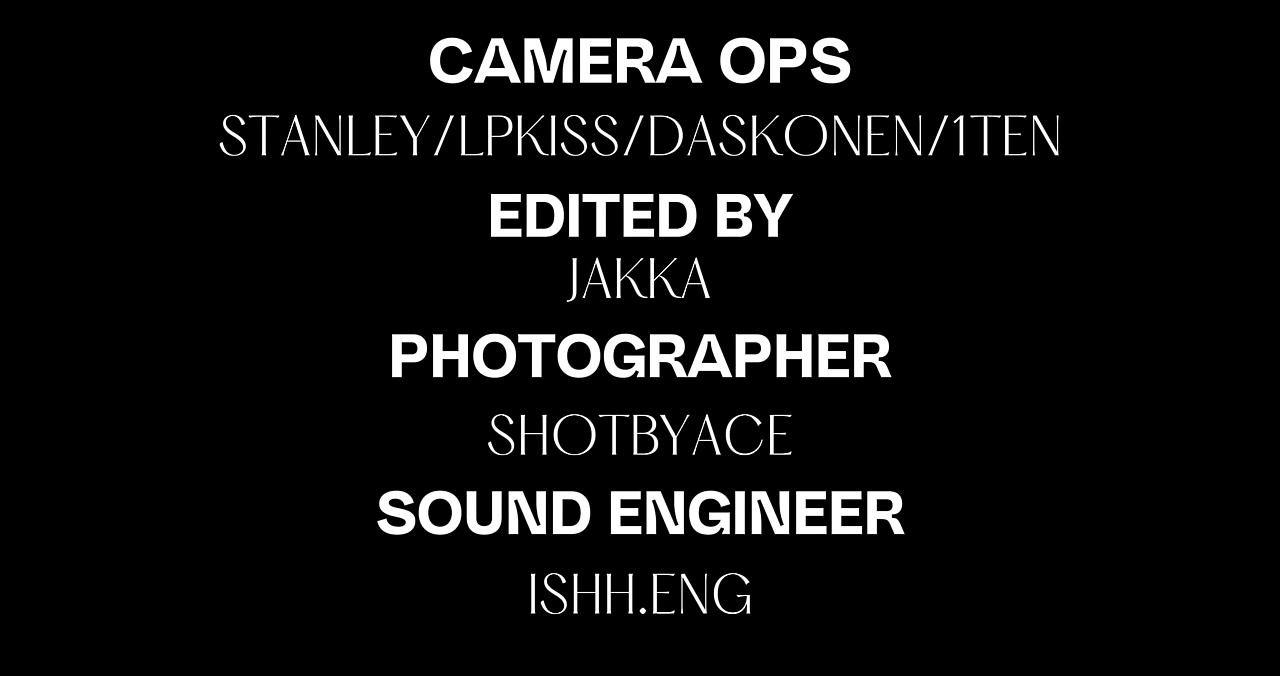 CAMERA OPS
STANLEY/LPKISS/DASKONEN/1TEN
EDITED BY
JAKKA
PHOTOGRAPHER
SHOTBYACE
SOUND ENGINEER
ISHH.ENG